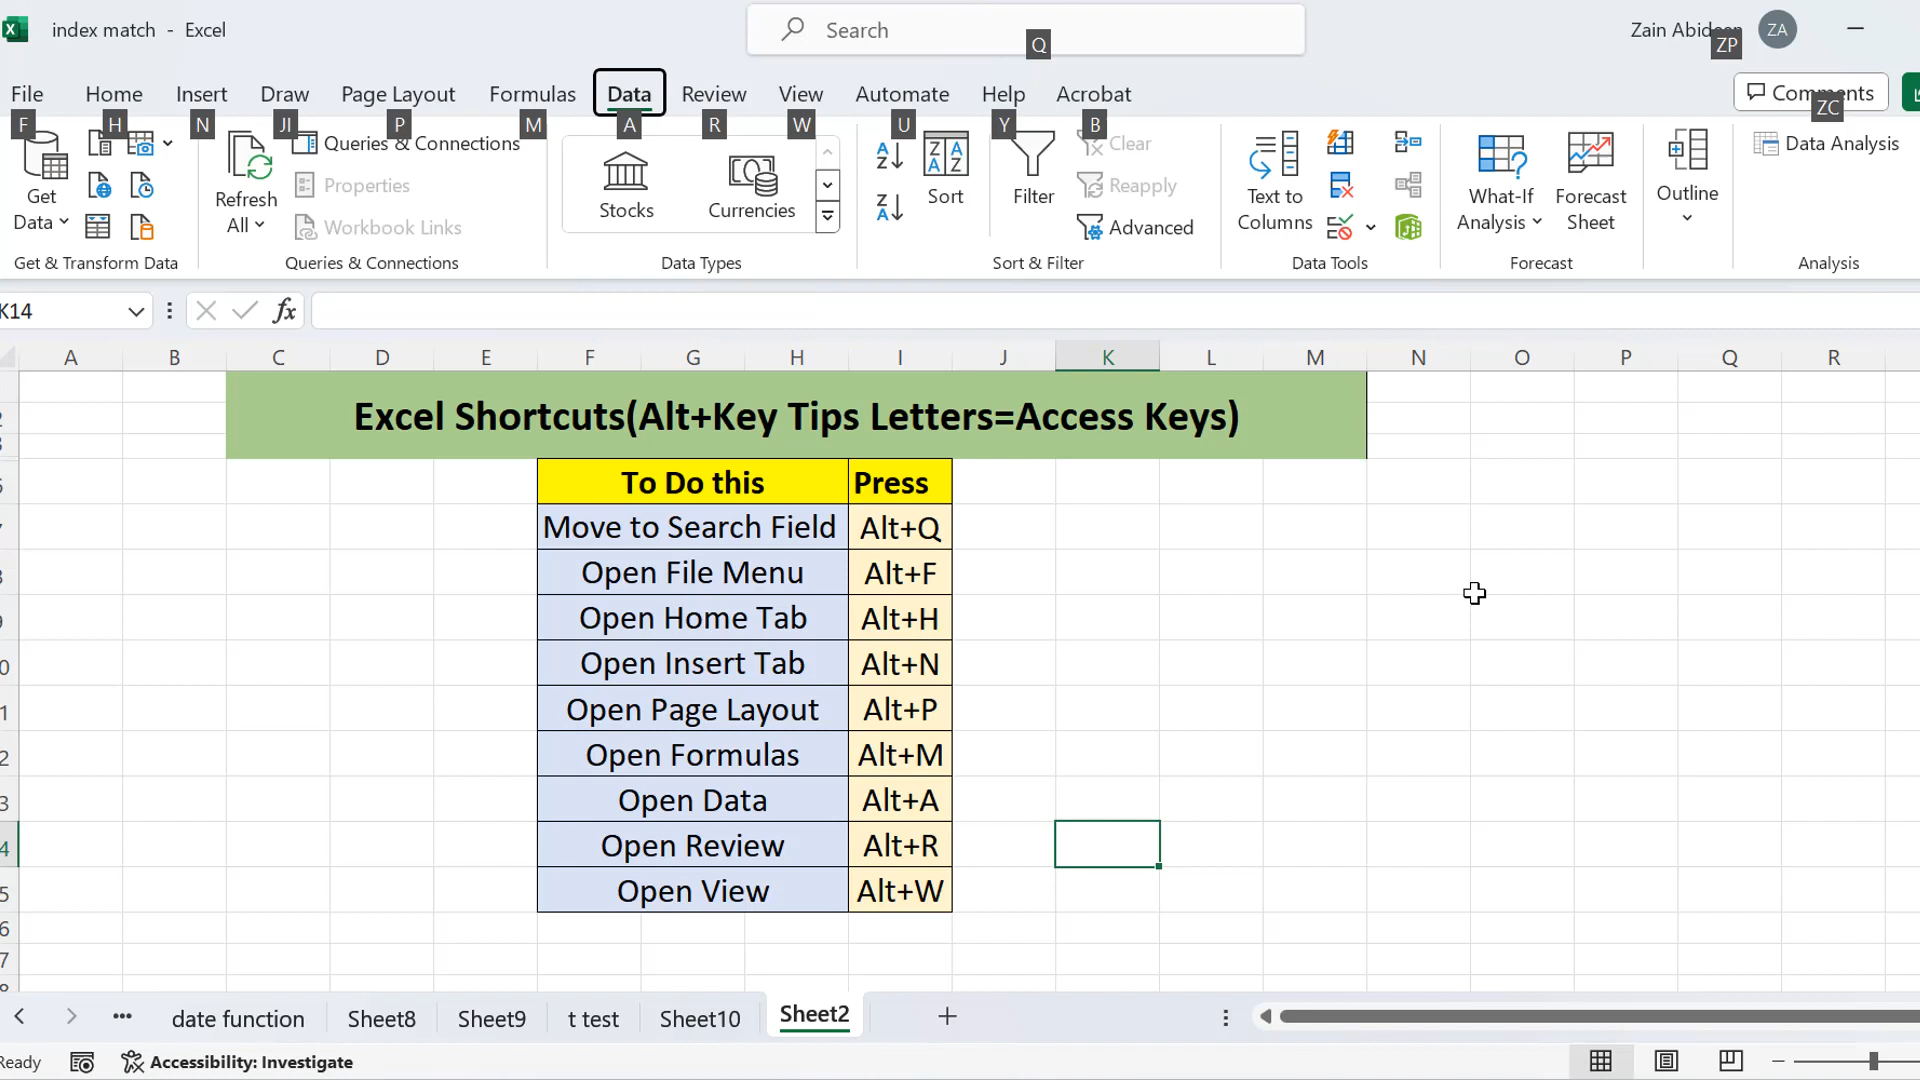 index match - Excel
Search
Q
Zain Abideen
ZA
ZP
File Home Insert Draw Page Layout Formulas Data Review View Automate Help Acrobat
Comments
F H N JI P M A R W U Y B
ZC
Get Data
Refresh All
Queries & Connections
Properties
Workbook Links
Stocks
Currencies
Sort
Filter
Clear
Reapply
Advanced
Text to Columns
What-If Analysis
Forecast Sheet
Outline
Data Analysis
Get & Transform Data
Queries & Connections
Data Types
Sort & Filter
Data Tools
Forecast
Analysis
K14
fx
A B C D E F G H I J K L M N O P Q R
Excel Shortcuts(Alt+Key Tips Letters=Access Keys)
To Do this Press
Move to Search Field Alt+Q
Open File Menu Alt+F
Open Home Tab Alt+H
Open Insert Tab Alt+N
Open Page Layout Alt+P
Open Formulas Alt+M
Open Data Alt+A
Open Review Alt+R
Open View Alt+W
date function Sheet8 Sheet9 t test Sheet10 Sheet2
Ready
Accessibility: Investigate